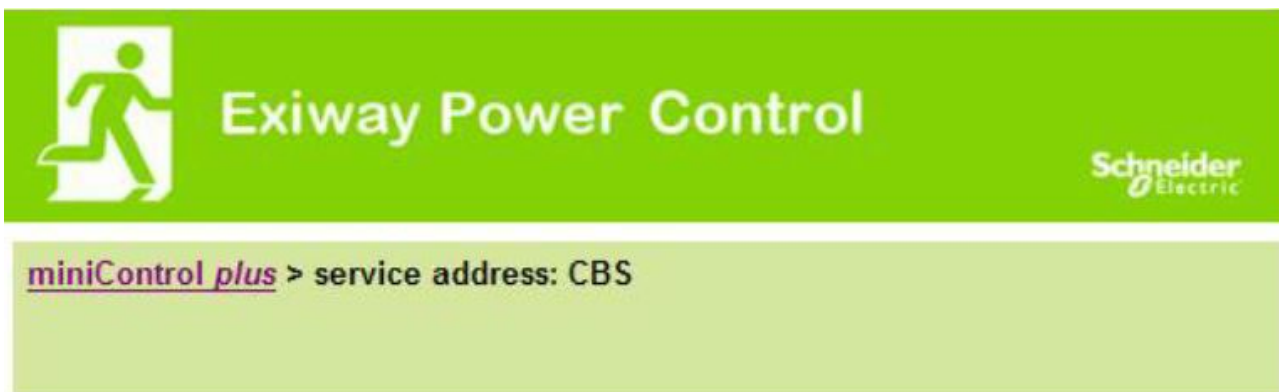 Exiway Power Control
Schneider
Electric
miniControl plus > service address: CBS